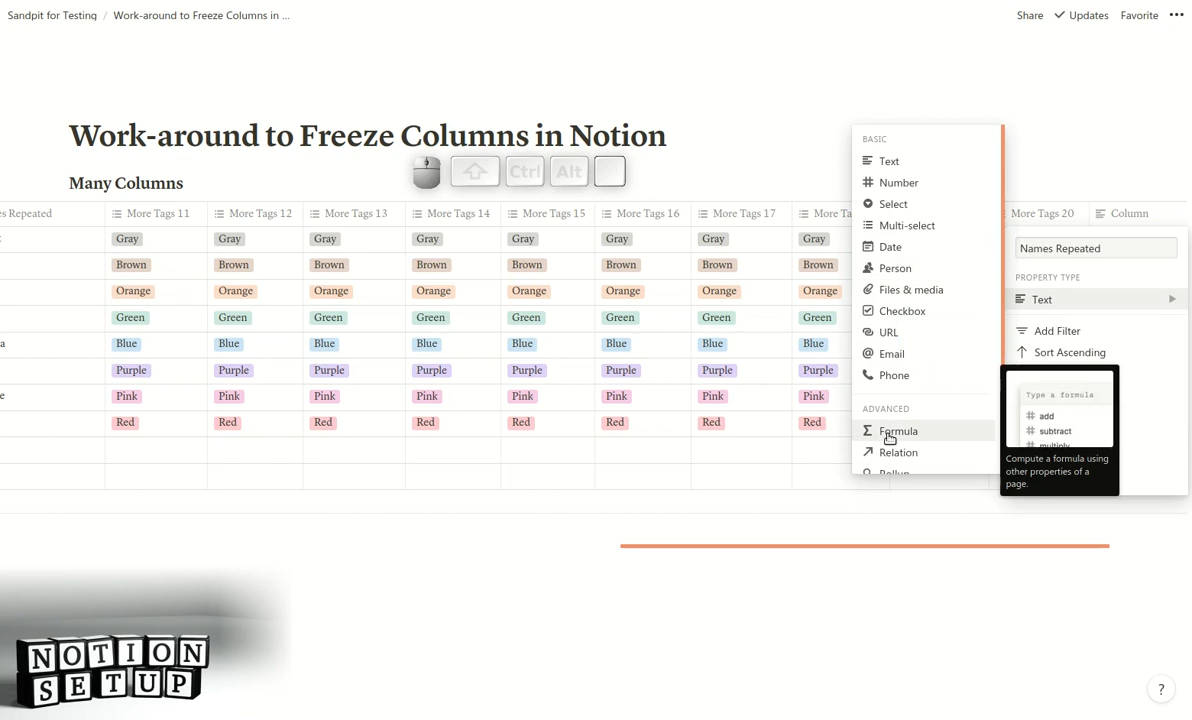 Sandpit for Testing / Work-around to Freeze Columns in ...
Share Updates Favorite •••
Work-around to Freeze Columns in Notion
Ctrl Alt
Many Columns
s Repeated More Tags 11 More Tags 12 More Tags 13 More Tags 14 More Tags 15 More Tags 16 More Tags 17 More Ta More Tags 20 Column
Gray Gray Gray Gray Gray Gray Gray Gray
Brown Brown Brown Brown Brown Brown Brown Brown
Orange Orange Orange Orange Orange Orange Orange Orange
Green Green Green Green Green Green Green Green
a Blue Blue Blue Blue Blue Blue Blue Blue
Purple Purple Purple Purple Purple Purple Purple Purple
e Pink Pink Pink Pink Pink Pink Pink Pink
Red Red Red Red Red Red Red Red
BASIC
Text
Number
Select
Multi-select
Date
Person
Files & media
Checkbox
URL
Email
Phone
ADVANCED
Formula
Relation
Rollup
Names Repeated
PROPERTY TYPE
Text
Add Filter
Sort Ascending
Type a formula
add
subtract
multiply
Compute a formula using
other properties of a
page.
NOTION
SETUP
?